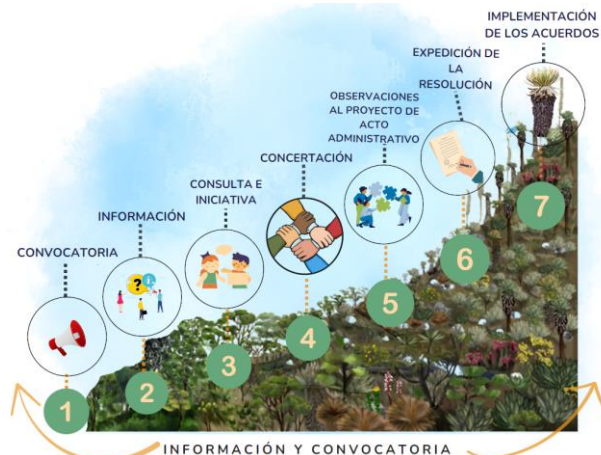 CONVOCATORIA
1
INFORMACIÓN
2
CONSULTA E
INICIATIVA
3
CONCERTACIÓN
4
OBSERVACIONES
AL PROYECTO DE
ACTO
ADMINISTRATIVO
5
EXPEDICIÓN DE
LA
RESOLUCIÓN
6
IMPLEMENTACIÓN
DE LOS ACUERDOS
7
INFORMACIÓN Y CONVOCATORIA